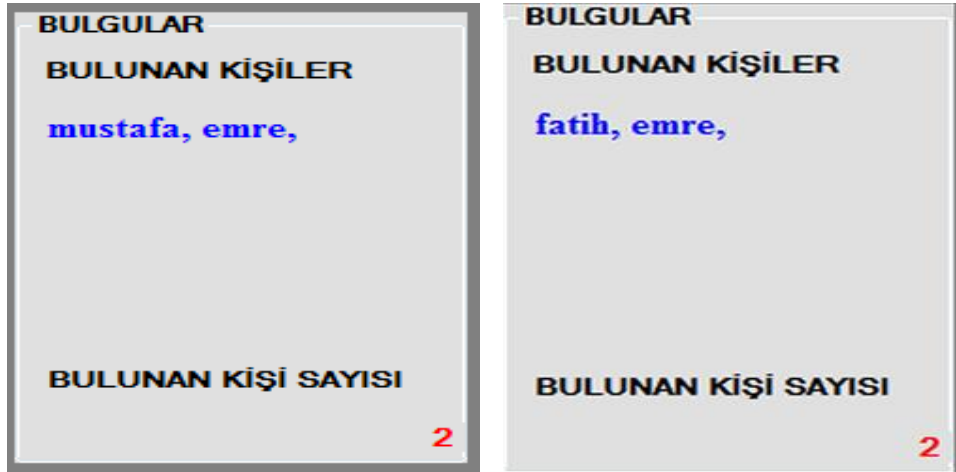 BULGULAR
BULUNAN KİŞİLER
mustafa, emre,
BULUNAN KİŞİ SAYISI
2
BULGULAR
BULUNAN KİŞİLER
fatih, emre,
BULUNAN KİŞİ SAYISI
2